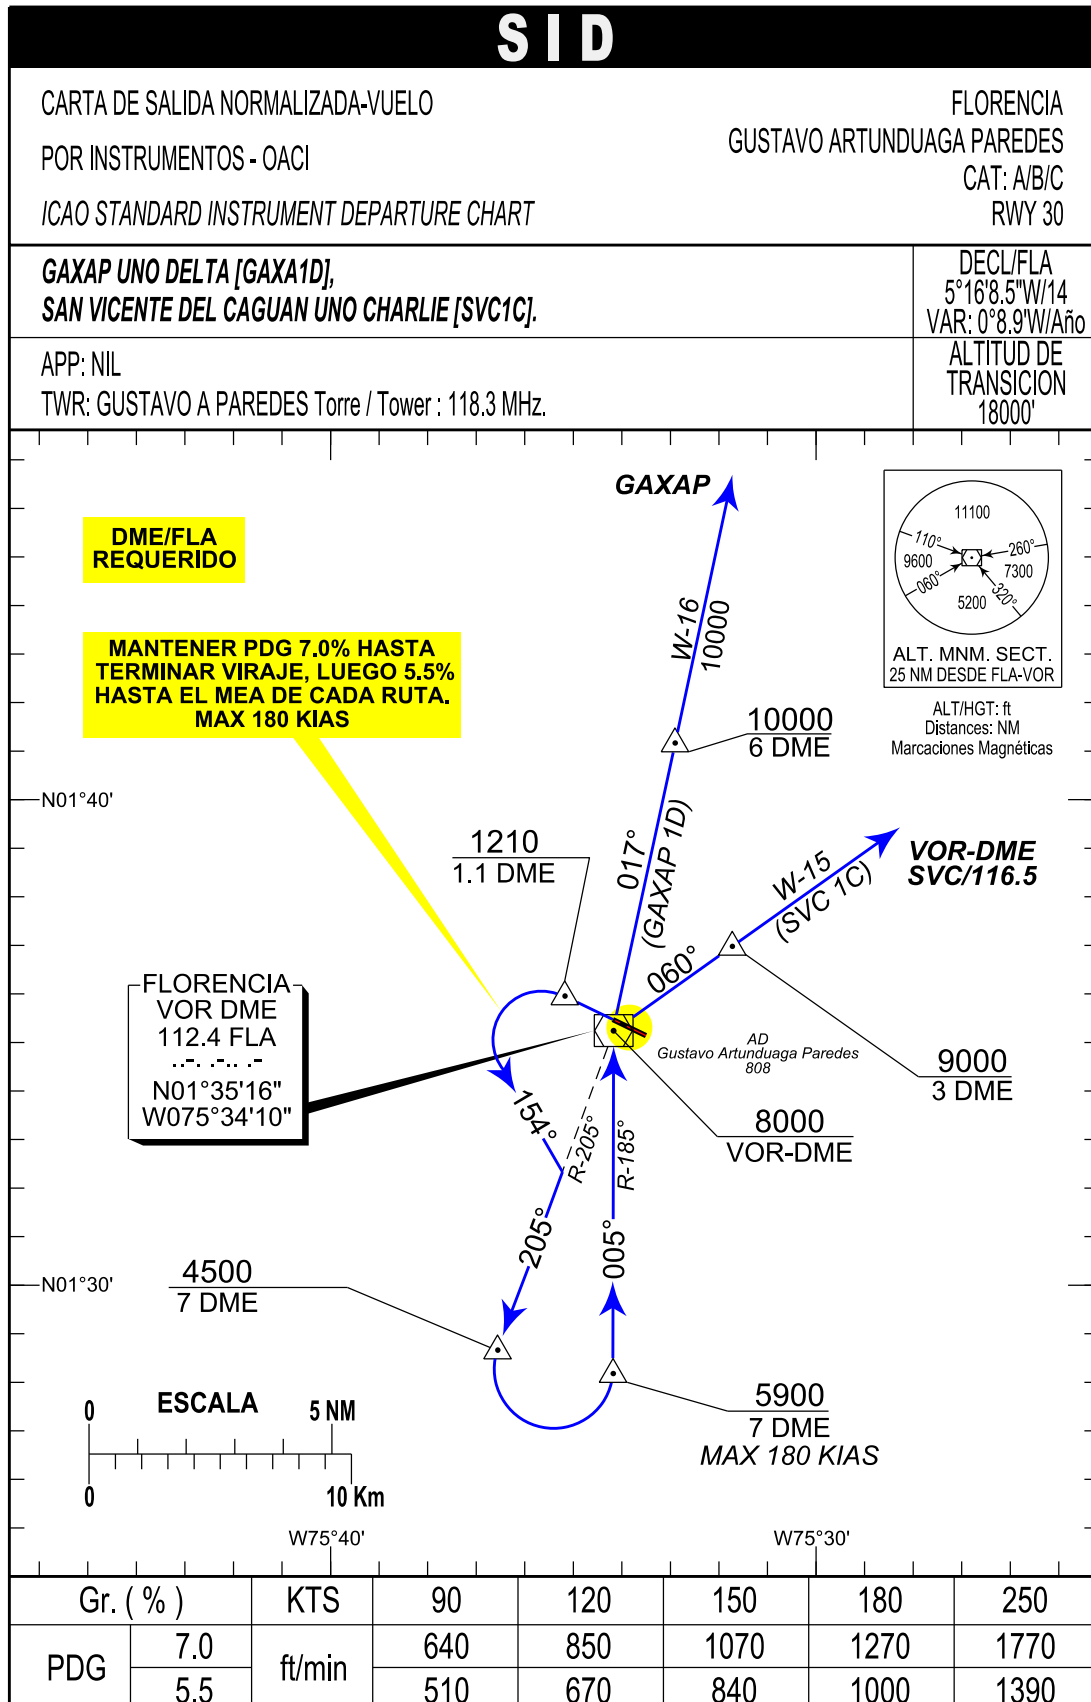 SID
CARTA DE SALIDA NORMALIZADA-VUELO
POR INSTRUMENTOS - OACI
ICAO STANDARD INSTRUMENT DEPARTURE CHART
FLORENCIA
GUSTAVO ARTUNDUAGA PAREDES
CAT: A/B/C
RWY 30
GAXAP UNO DELTA [GAXA1D],
SAN VICENTE DEL CAGUAN UNO CHARLIE [SVC1C].
DECL/FLA
5°16'8.5"W/14
VAR: 0°8.9'W/Año
APP: NIL
TWR: GUSTAVO A PAREDES Torre / Tower : 118.3 MHz.
ALTITUD DE
TRANSICION
18000'
GAXAP
DME/FLA
REQUERIDO
MANTENER PDG 7.0% HASTA
TERMINAR VIRAJE, LUEGO 5.5%
HASTA EL MEA DE CADA RUTA.
MAX 180 KIAS
11100
110°
260°
9600
7300
060°
320°
5200
ALT. MNM. SECT.
25 NM DESDE FLA-VOR
ALT/HGT: ft
Distances: NM
Marcaciones Magnéticas
W-16
10000
10000
6 DME
N01°40'
1210
1.1 DME
017°
(GAXAP 1D)
W-15
(SVC 1C)
VOR-DME
SVC/116.5
060°
FLORENCIA
VOR DME
112.4 FLA
..-. .-.. .-
N01°35'16"
W075°34'10"
AD
Gustavo Artunduaga Paredes
808
9000
3 DME
8000
VOR-DME
154°
R-205°
R-185°
205°
005°
4500
7 DME
N01°30'
5900
7 DME
MAX 180 KIAS
ESCALA
0
5 NM
0
10 Km
W75°40'
W75°30'
Gr. ( % ) KTS 90 120 150 180 250
PDG 7.0 ft/min 640 850 1070 1270 1770
5.5 510 670 840 1000 1390